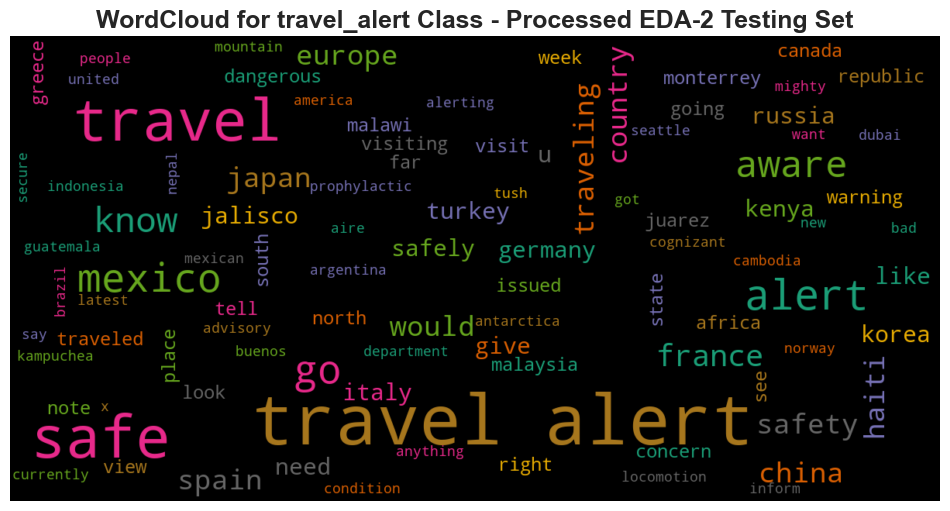 WordCloud for travel_alert Class - Processed EDA-2 Testing Set
greece
people
mountain
europe
week
country
canada
united
dangerous
monterrey
mighty
republic
travel
america
alerting
traveling
going
russia
malawi
visiting
visit
u
seattle
want
dubai
far
aware
secure
indonesia
nepal
japan
prophylactic
tush
got
kenya
warning
know
jalisco
turkey
juarez
new
bad
aire
guatemala
mexican
south
safely
germany
cognizant
brazil
mexico
argentina
issued
state
cambodia
alert
like
latest
tell
north
would
antarctica
africa
korea
say
traveled
advisory
give
kampuchea
place
buenos
department
malaysia
france
norway
go
italy
look
see
haiti
note
x
travel alert
safe
safety
anything
concern
currently
view
spain
need
right
china
locomotion
condition
inform